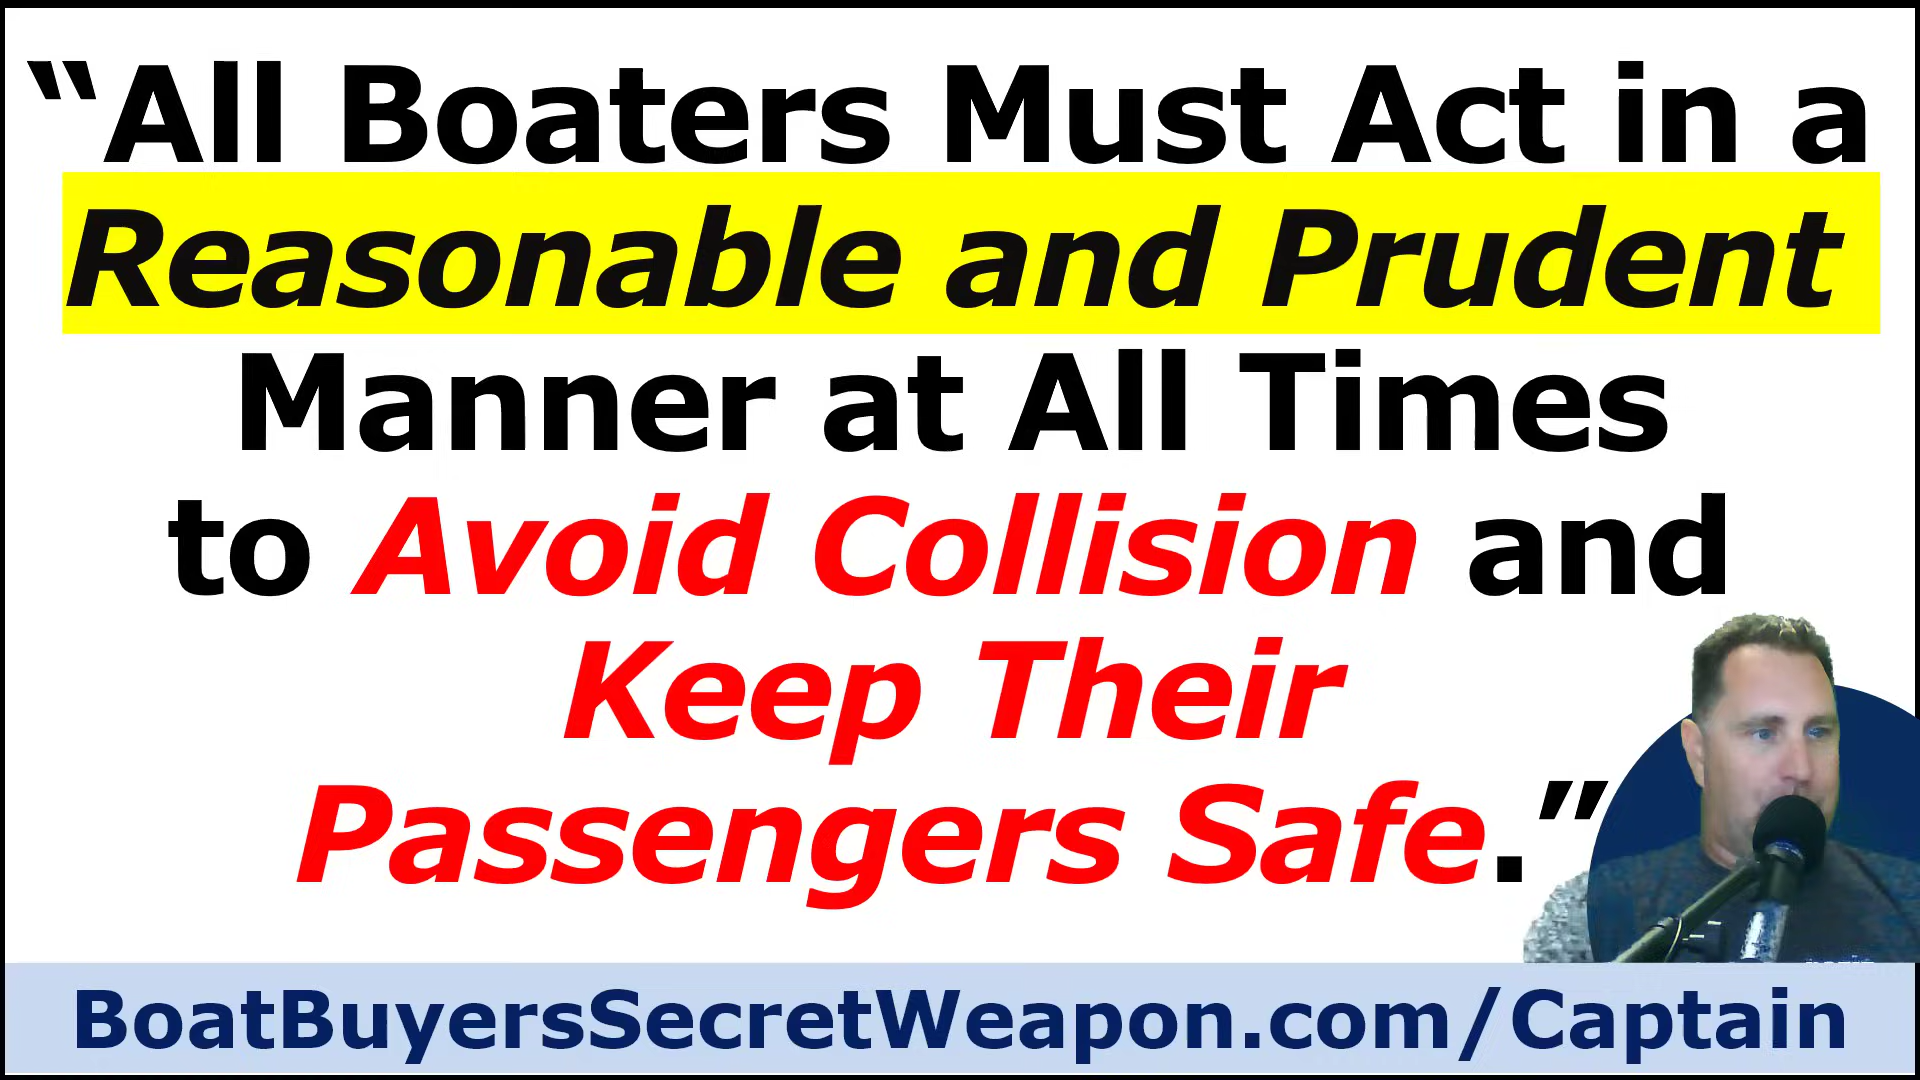 “All Boaters Must Act in a
Reasonable and Prudent
Manner at All Times
to Avoid Collision and
Keep Their
Passengers Safe.”
BoatBuyersSecretWeapon.com/Captain